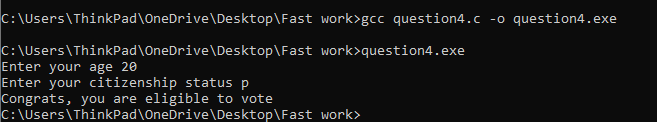 C:\Users\ThinkPad\OneDrive\Desktop\Fast work>gcc question4.c -o question4.exe
C:\Users\ThinkPad\OneDrive\Desktop\Fast work>question4.exe
Enter your age 20
Enter your citizenship status p
Congrats, you are eligible to vote
C:\Users\ThinkPad\OneDrive\Desktop\Fast work>